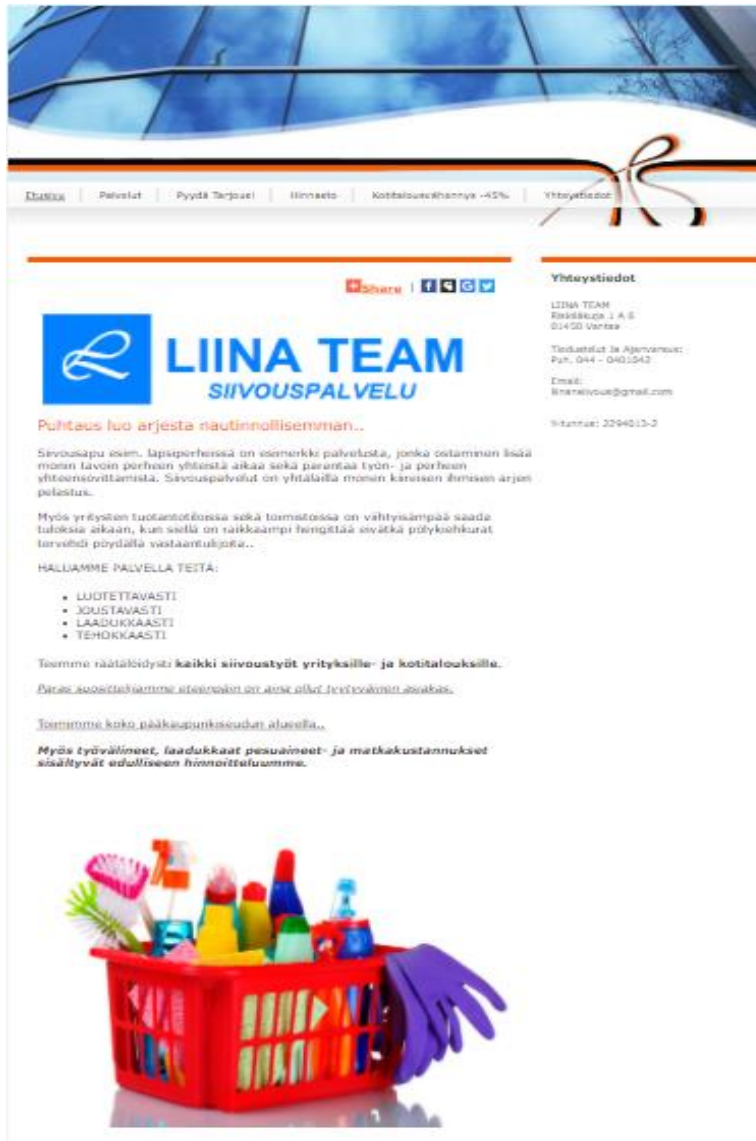 Etusivu | Palvelut | Pyydä Tarjous! | Hinnasto | Kotitalousvähennys -45% | Yhteystiedot
Share |
LIINA TEAM
SIIVOUSPALVELU
Puhtaus luo arjesta nautinnollisemman..
Siivousapu esim. lapsiperheissä on esimerkki palvelusta, jonka ostaminen lisää
monin tavoin perheen yhteistä aikaa sekä parantaa työn- ja perheen
yhteensovittamista. Siivouspalvelut on yhtälailla monen kiireisen ihmisen arjen
pelastus.
Myös yritysten tuotantotiloissa sekä toimistoissa on viihtyisämpää saada
tuloksia aikaan, kun siellä on raikkaampi hengittää eivätkä pölykiehkurat
tervehdi pöydällä vastaantulijoita..
HALUAMME PALVELLA TEITÄ:
• LUOTETTAVASTI
• JOUSTAVASTI
• LAADUKKAASTI
• TEHOKKAASTI
Teemme räätälöidysti kaikki siivoustyöt yrityksille- ja kotitalouksille.
Paras suosittelijamme eteenpäin on aina ollut tyytyväinen asiakas.
Toimimme koko pääkaupunkiseudun alueella..
Myös työvälineet, laadukkaat pesuaineet- ja matkakustannukset
sisältyvät edulliseen hinnoitteluumme.
Yhteystiedot
LIINA TEAM
1 A 6
01450 Vantaa
Tiedustelut Ja Ajanvaraus:
Puh. 044 -
Email:
Y-tunnus: